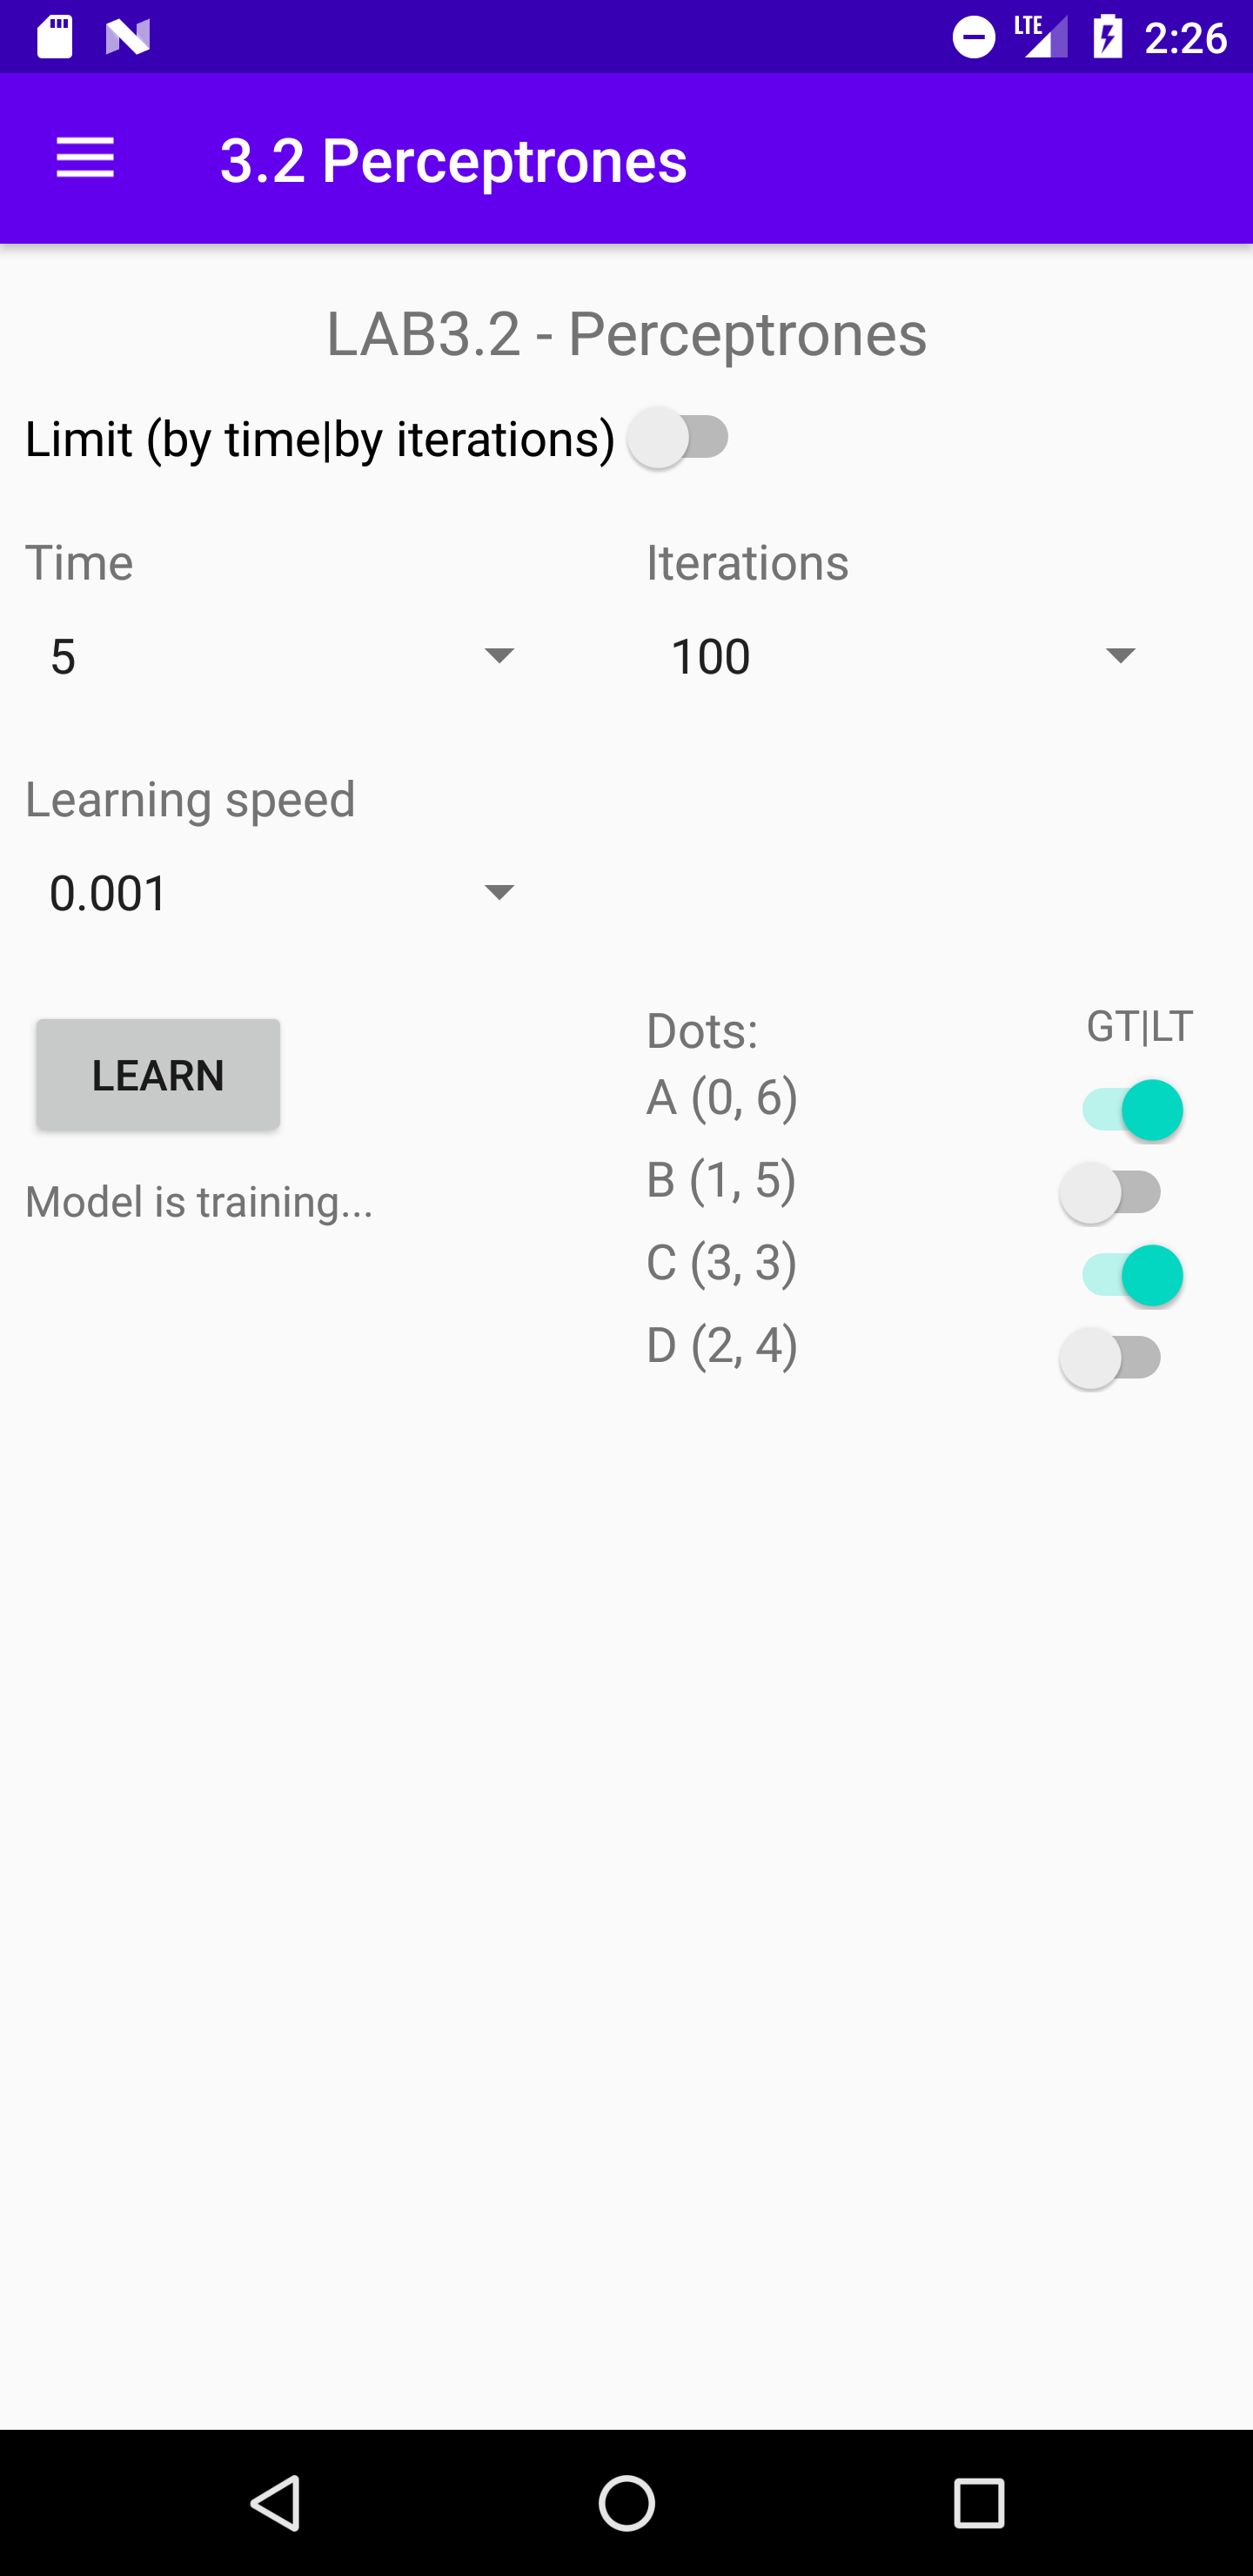 LTE 2:26
3.2 Perceptrones
LAB3.2 - Perceptrones
Limit (by time|by iterations)
Time
Iterations
5
100
Learning speed
0.001
LEARN
Model is training...
Dots:
GT|LT
A (0, 6)
B (1, 5)
C (3, 3)
D (2, 4)